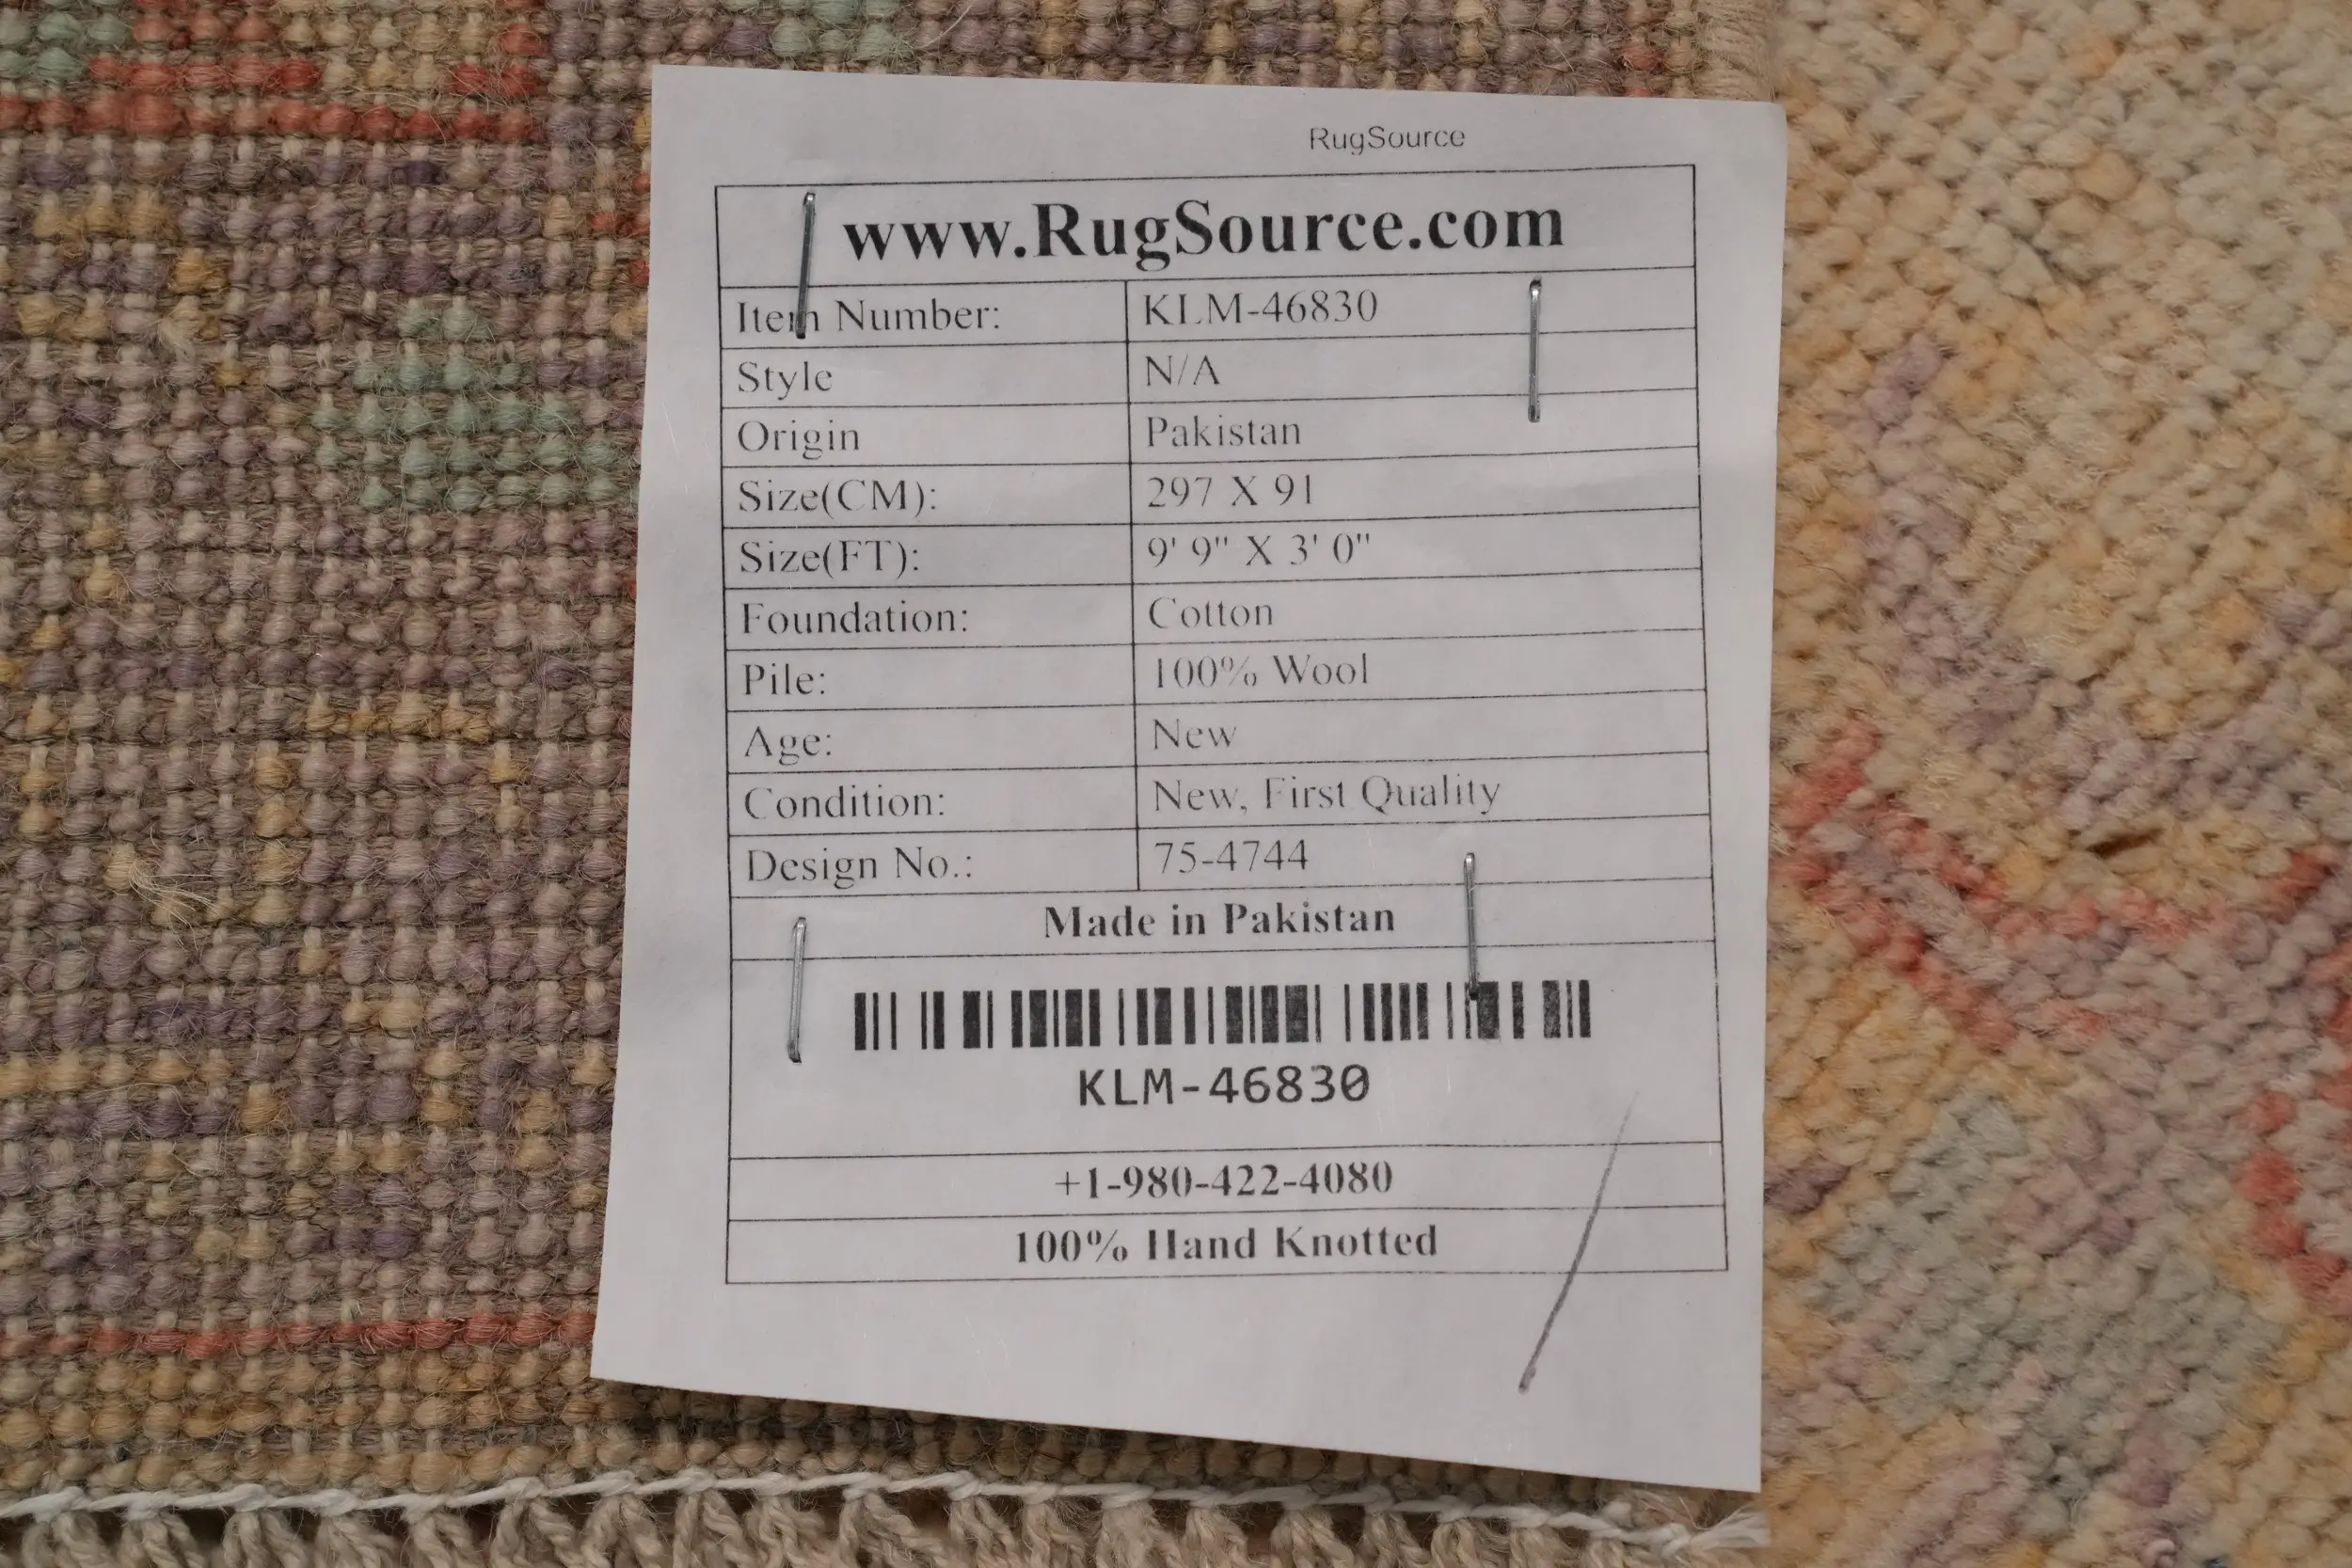 RugSource
www.RugSource.com
Item Number: KLM-46830
Style N/A
Origin Pakistan
Size(CM): 297 X 91
Size(FT): 9' 9" X 3' 0"
Foundation: Cotton
Pile: 100% Wool
Age: New
Condition: New, First Quality
Design No.: 75-4744
Made in Pakistan
KLM-46830
+1-980-422-4080
100% Hand Knotted